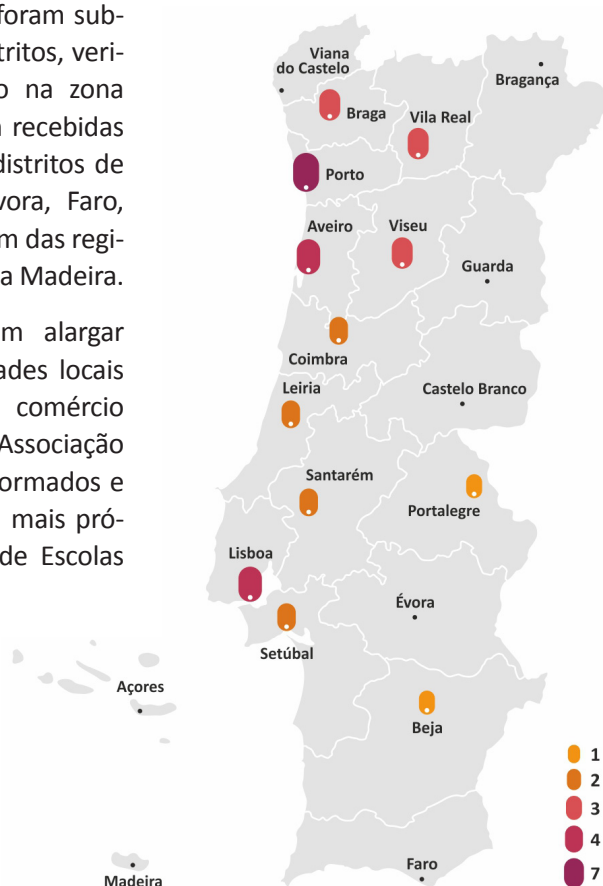 foram sub-
tritos, veri-
o na zona
recebidas
distritos de
vora, Faro,
m das regi-
a Madeira.
m alargar
ades locais
comércio
Associação
ormados e
mais pró-
de Escolas
Viana
do Castelo
Bragança
Braga
Vila Real
Porto
Aveiro
Viseu
Guarda
Coimbra
Leiria
Castelo Branco
Santarém
Portalegre
Lisboa
Évora
Setúbal
Açores
Beja
Faro
Madeira
1
2
3
4
7